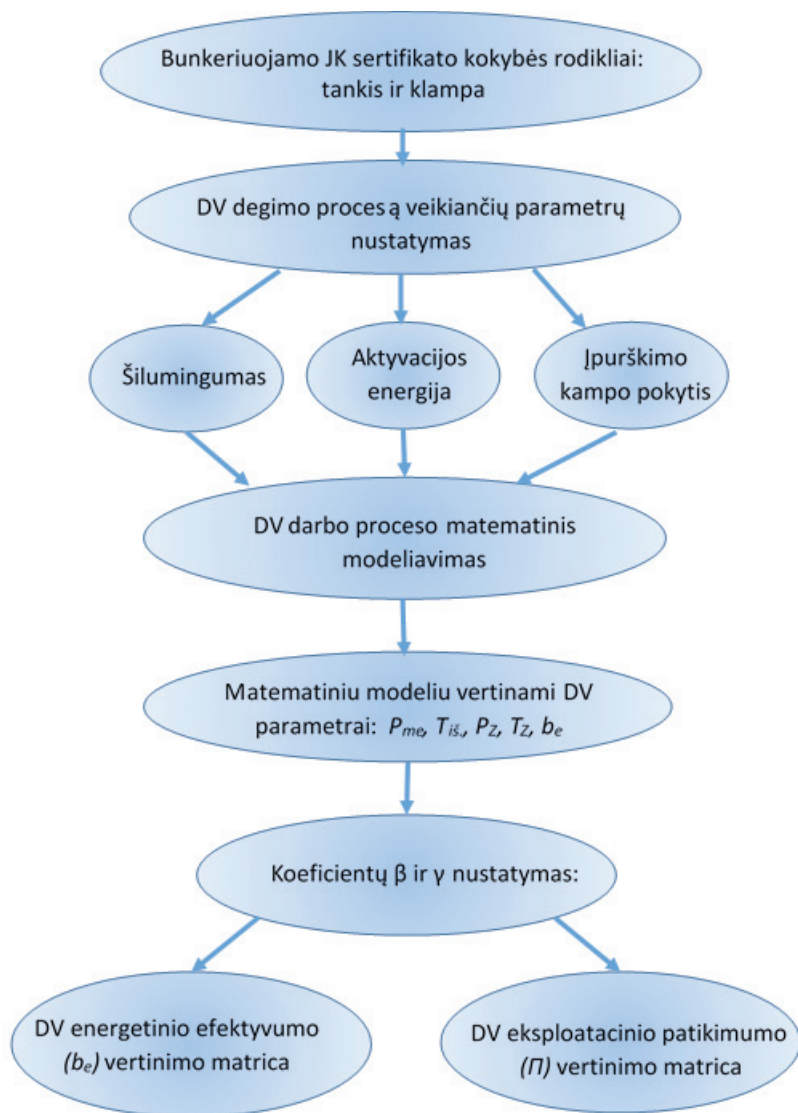 Bunkeriuojamo JK sertifikato kokybės rodikliai:
tankis ir klampa
DV degimo procesą veikiančių parametrų
nustatymas
Šilumingumas
Aktyvacijos
energija
Įpurškimo
kampo pokytis
DV darbo proceso matematinis
modeliavimas
Matematiniu modeliu vertinami DV
parametrai: Pme, Tiš., PZ, TZ, be
Koeficientų β ir γ nustatymas:
DV energetinio efektyvumo
(be) vertinimo matrica
DV eksploatacinio patikimumo
(Π) vertinimo matrica